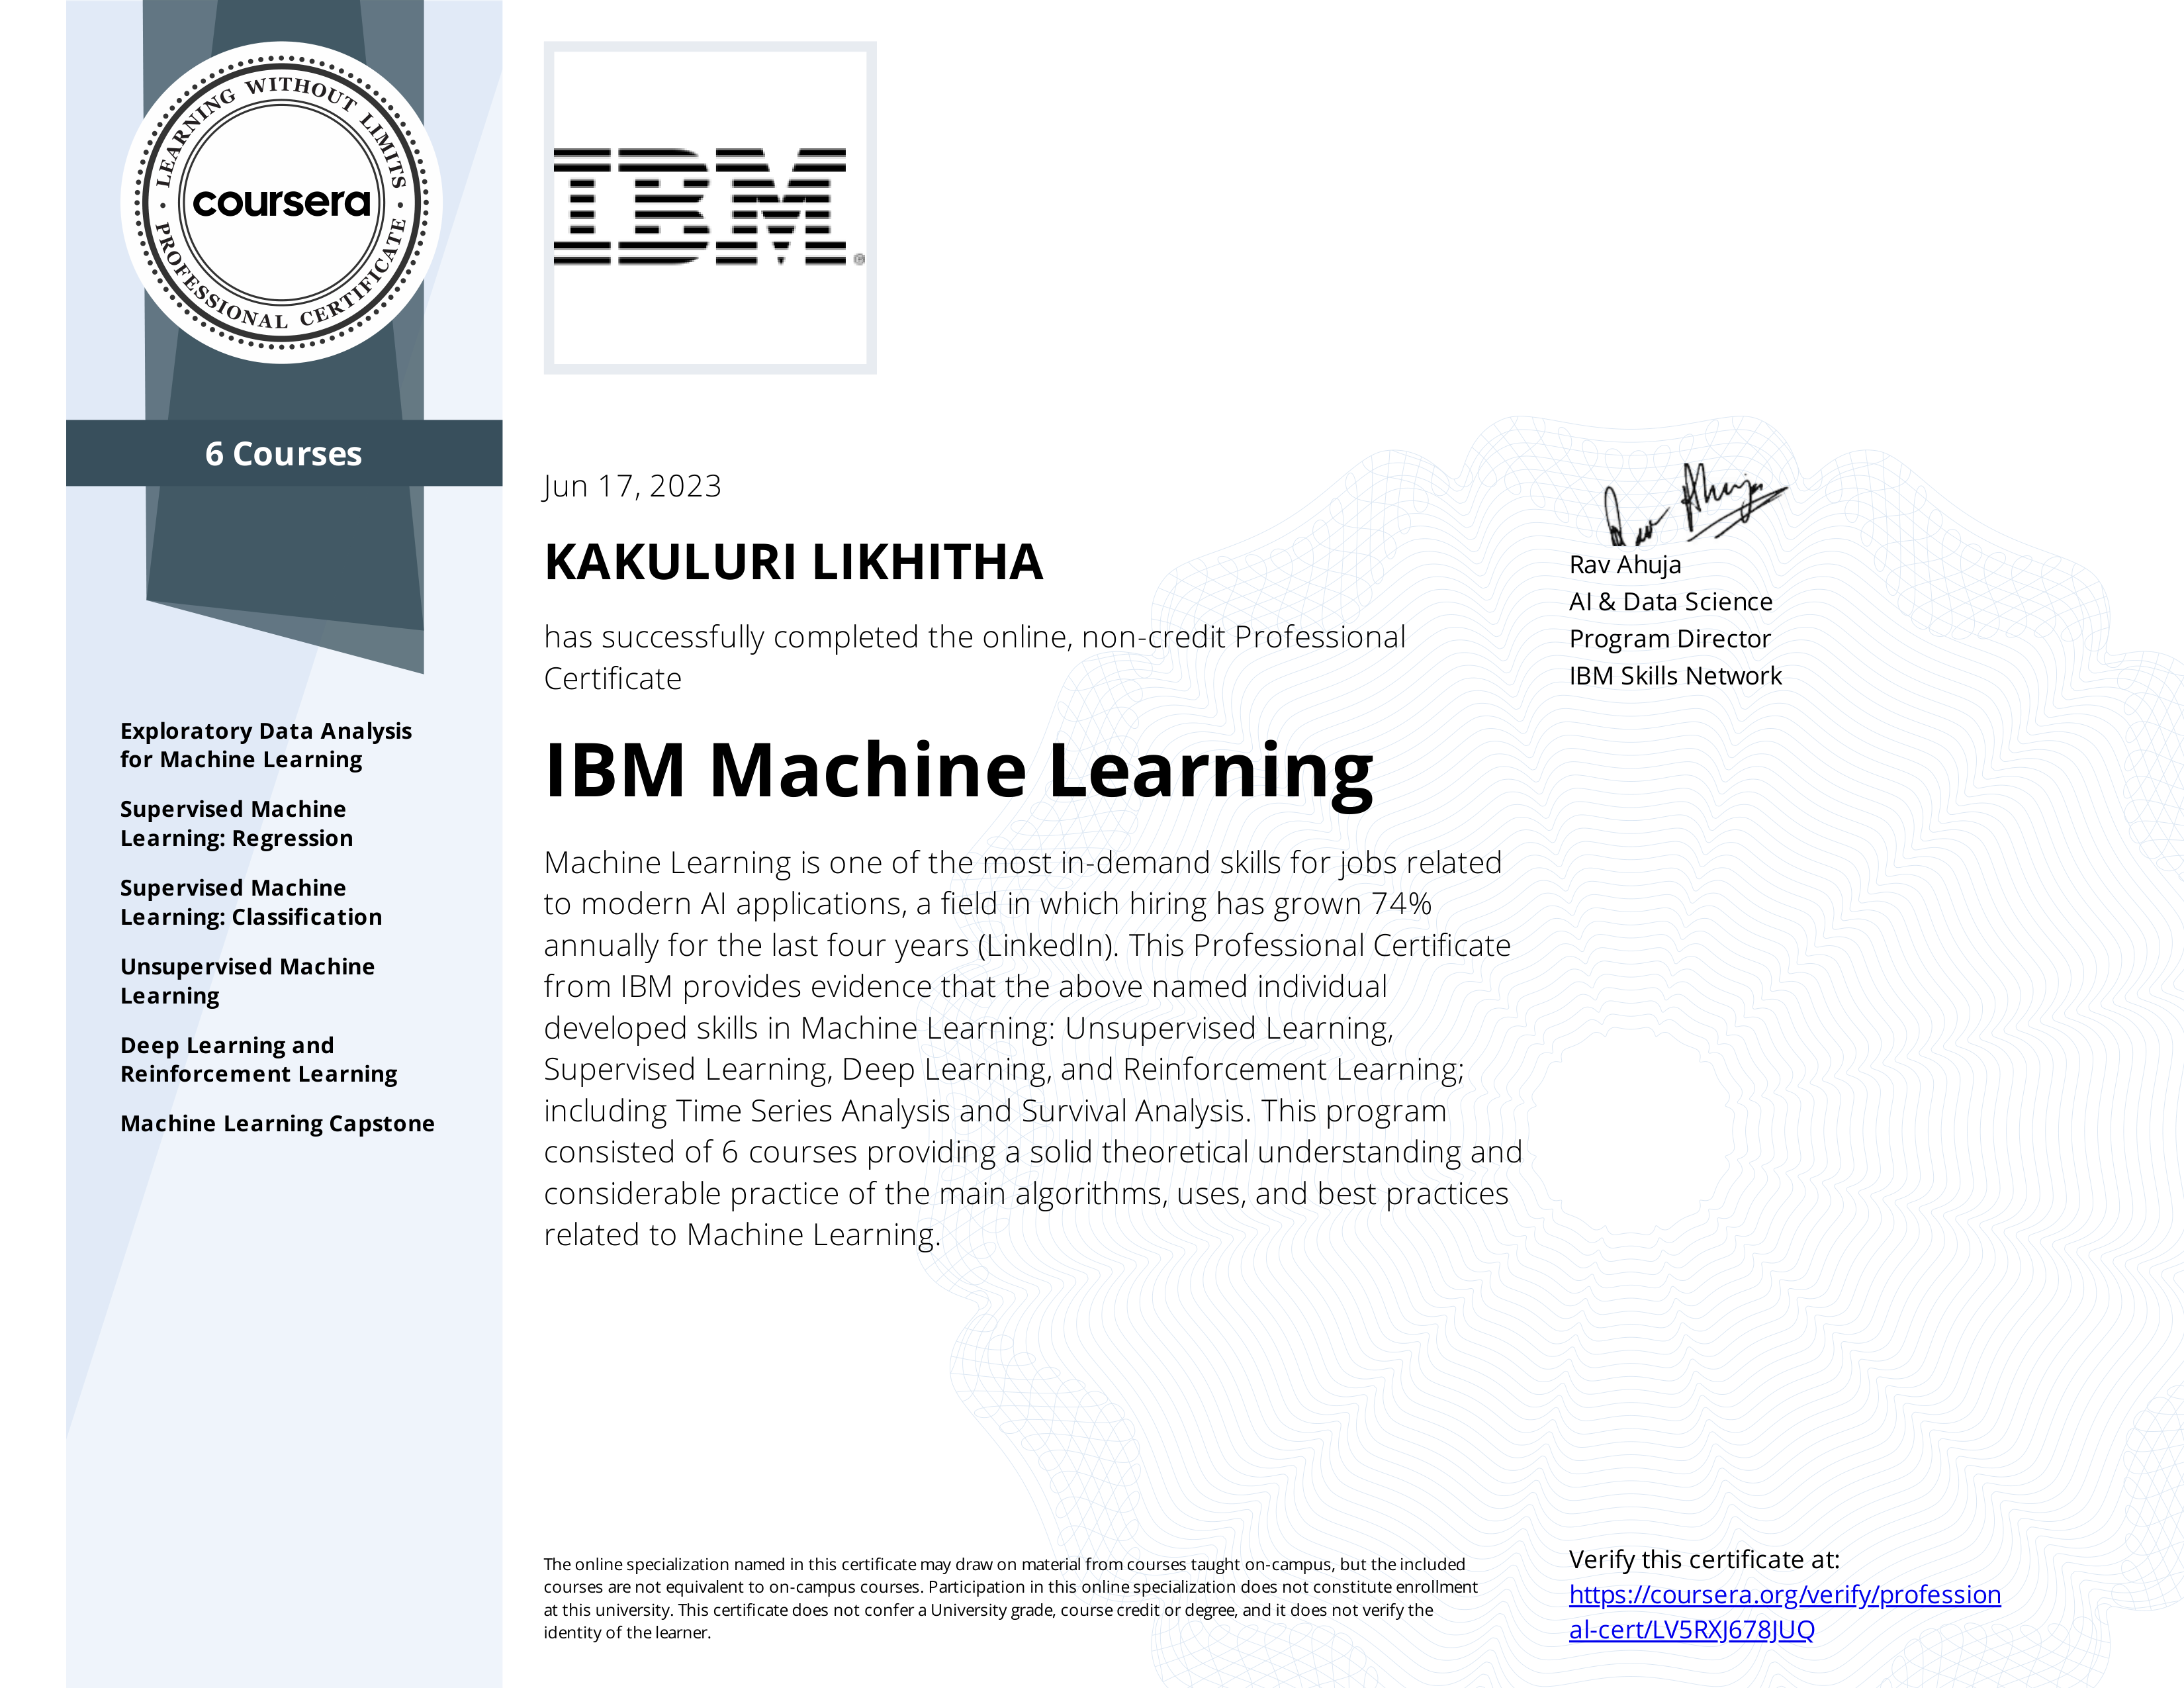 LEARNING WITHOUT LIMITS
coursera
PROFESSIONAL CERTIFICATE
6 Courses
Exploratory Data Analysis
for Machine Learning
Supervised Machine
Learning: Regression
Supervised Machine
Learning: Classification
Unsupervised Machine
Learning
Deep Learning and
Reinforcement Learning
Machine Learning Capstone
IBM®
Jun 17, 2023
KAKULURI LIKHITHA
has successfully completed the online, non-credit Professional
Certificate
IBM Machine Learning
Machine Learning is one of the most in-demand skills for jobs related
to modern AI applications, a field in which hiring has grown 74%
annually for the last four years (LinkedIn). This Professional Certificate
from IBM provides evidence that the above named individual
developed skills in Machine Learning: Unsupervised Learning,
Supervised Learning, Deep Learning, and Reinforcement Learning;
including Time Series Analysis and Survival Analysis. This program
consisted of 6 courses providing a solid theoretical understanding and
considerable practice of the main algorithms, uses, and best practices
related to Machine Learning.
Rav Ahuja
Rav Ahuja
AI & Data Science
Program Director
IBM Skills Network
The online specialization named in this certificate may draw on material from courses taught on-campus, but the included
courses are not equivalent to on-campus courses. Participation in this online specialization does not constitute enrollment
at this university. This certificate does not confer a University grade, course credit or degree, and it does not verify the
identity of the learner.
Verify this certificate at:
https://coursera.org/verify/profession
al-cert/LV5RXJ678JUQ